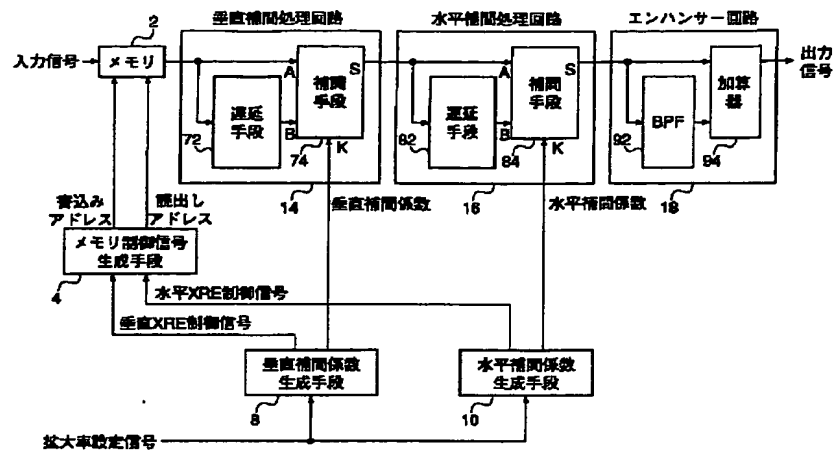 垂直補間処理回路
水平補間処理回路
エンハンサー回路
2
入力信号
メモリ
A
S
補間
手段
遅延
手段
B
K
72
74
14
A
S
補間
手段
遅延
手段
B
K
82
84
16
加算
器
BPF
92
94
18
出力
信号
書込み
アドレス
読出し
アドレス
垂直補間係数
水平補間係数
メモリ制御信号
生成手段
4
水平XRE制御信号
垂直XRE制御信号
垂直補間係数
生成手段
8
水平補間係数
生成手段
10
拡大率設定信号